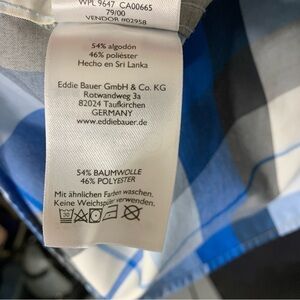 WPL 9647 CA00665
79/00
VENDOR #02958
54% algodón
46% poliéster
Hecho en Sri Lanka
Eddie Bauer GmbH & Co. KG
Rotwandweg 3a
82024 Taufkirchen
GERMANY
www.eddiebauer.de
54% BAUMWOLLE
46% POLYESTER
Mit ähnlichen Farben waschen.
Keine Weichspüler verwenden.